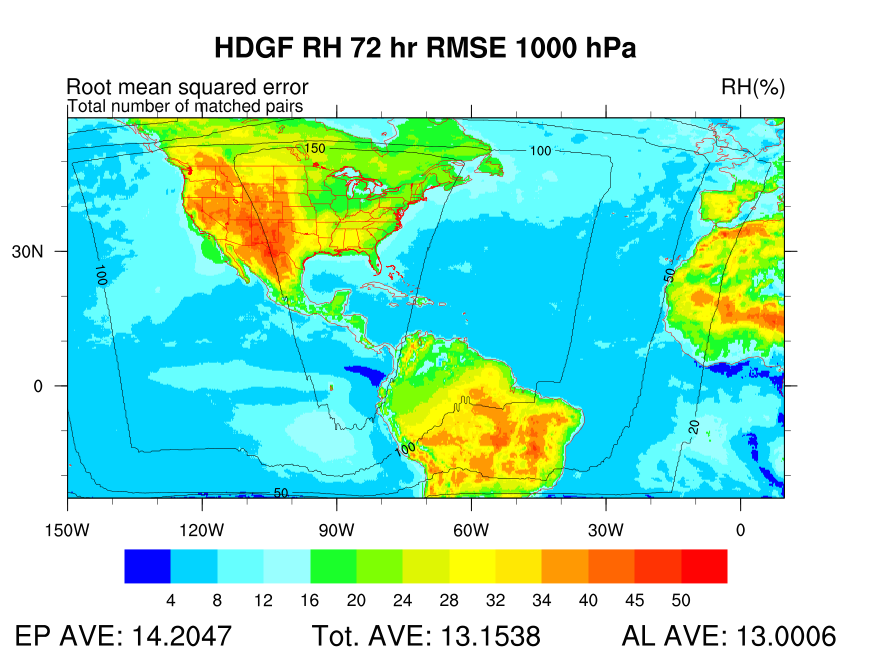 HDGF RH 72 hr RMSE 1000 hPa
Root mean squared error RH(%)
Total number of matched pairs
150
100
30N
100
50
0
20
100
50
150W 120W 90W 60W 30W 0
4 8 12 16 20 24 28 32 34 40 45 50
EP AVE: 14.2047 Tot. AVE: 13.1538 AL AVE: 13.0006